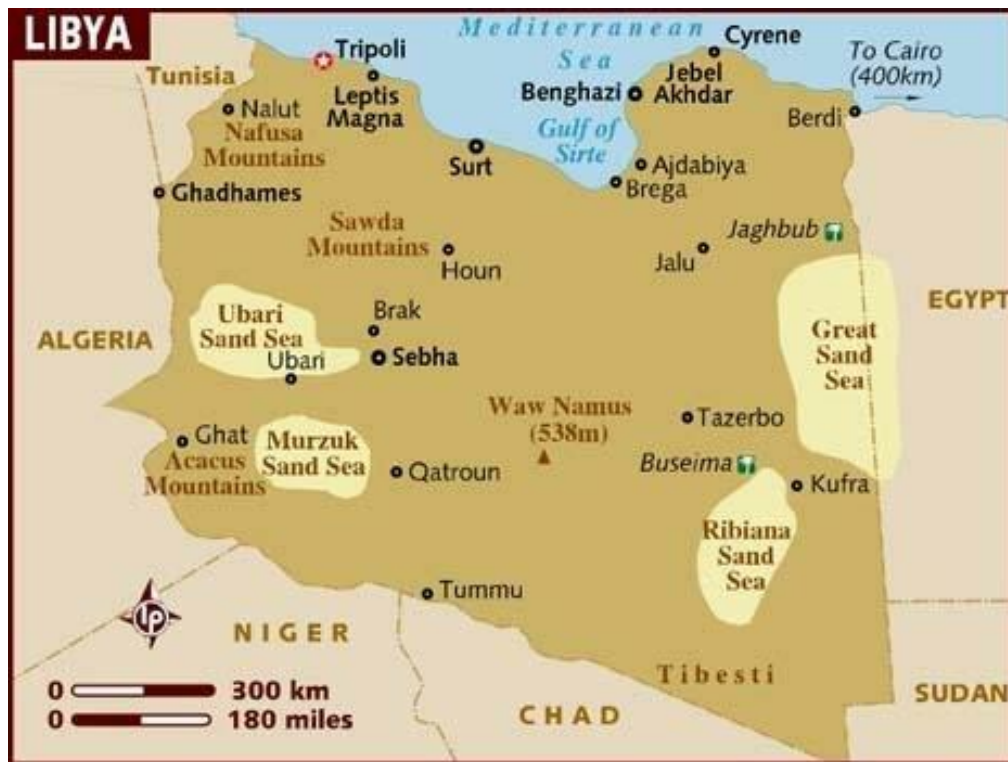 LIBYA
Mediterranean
Sea
Cyrene
To Cairo
(400km)
Tripoli
Tunisia
Leptis
Magna
Benghazi
Jebel
Akhdar
Nalut
Nafusa
Mountains
Berdi
Gulf of
Sirte
Surt
Ajdabiya
Brega
Ghadhames
Sawda
Mountains
Houn
Jaghbub
Jalu
EGYPT
ALGERIA
Ubari
Sand Sea
Brak
Great
Sand
Sea
Ubari
Sebha
Waw Namus
(538m)
Tazerbo
Ghat
Acacus
Mountains
Murzuk
Sand Sea
Qatroun
Buseima
Kufra
Ribiana
Sand
Sea
Tummu
lp
NIGER
Tibesti
0 300 km
0 180 miles
CHAD
SUDAN